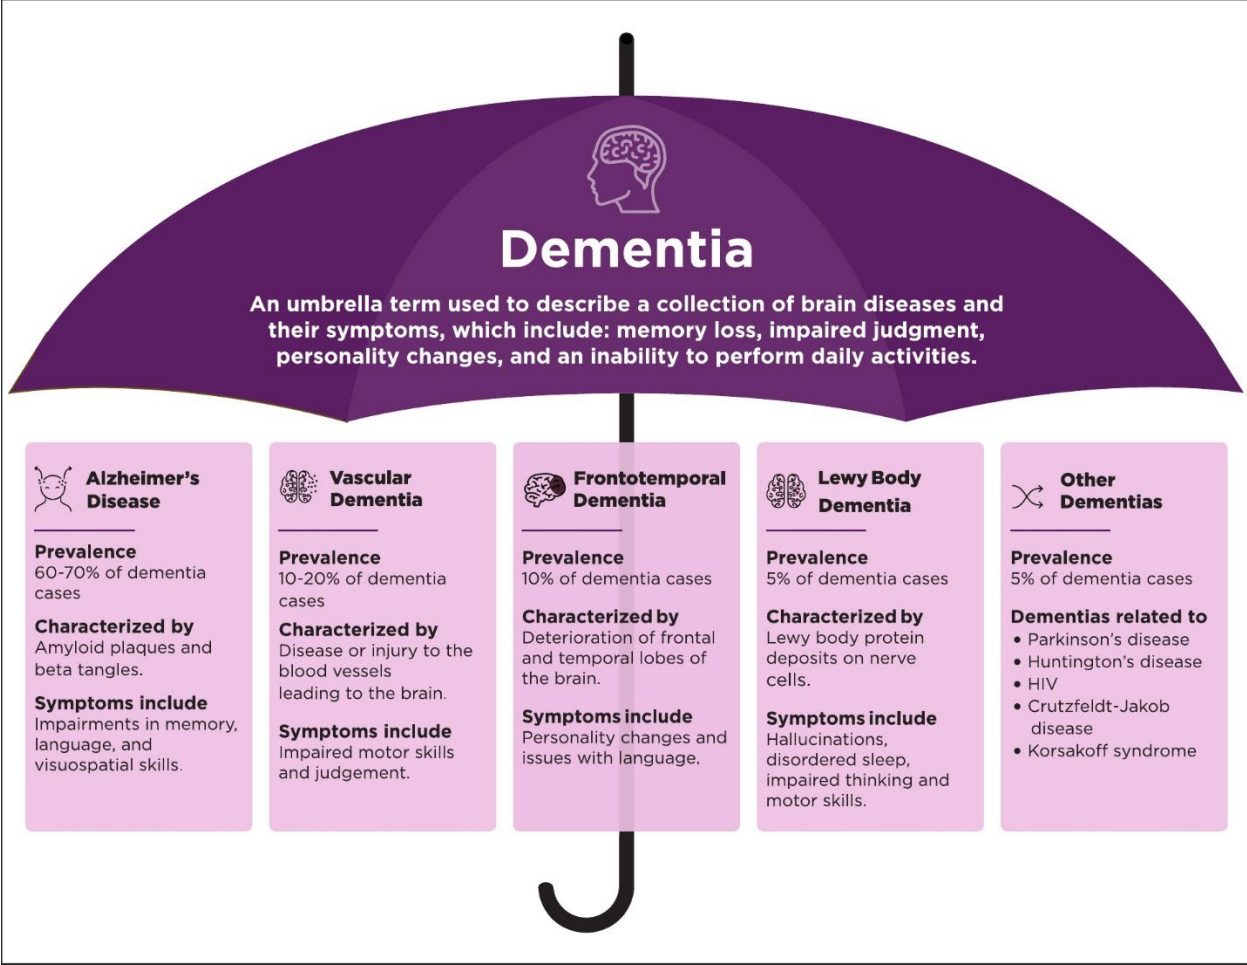 Dementia
An umbrella term used to describe a collection of brain diseases and
their symptoms, which include: memory loss, impaired judgment,
personality changes, and an inability to perform daily activities.
Alzheimer's
Disease
Prevalence
60-70% of dementia
cases
Characterized by
Amyloid plaques and
beta tangles.
Symptoms include
Impairments in memory,
language, and
visuospatial skills.
Vascular
Dementia
Prevalence
10-20% of dementia
cases
Characterized by
Disease or injury to the
blood vessels
leading to the brain.
Symptoms include
Impaired motor skills
and judgement.
Frontotemporal
Dementia
Prevalence
10% of dementia cases
Characterized by
Deterioration of frontal
and temporal lobes of
the brain.
Symptoms include
Personality changes and
issues with language.
Lewy Body
Dementia
Prevalence
5% of dementia cases
Characterized by
Lewy body protein
deposits on nerve
cells.
Symptoms include
Hallucinations,
disordered sleep,
impaired thinking and
motor skills.
Other
Dementias
Prevalence
5% of dementia cases
Dementias related to
• Parkinson's disease
• Huntington's disease
• HIV
• Crutzfeldt-Jakob
disease
• Korsakoff syndrome